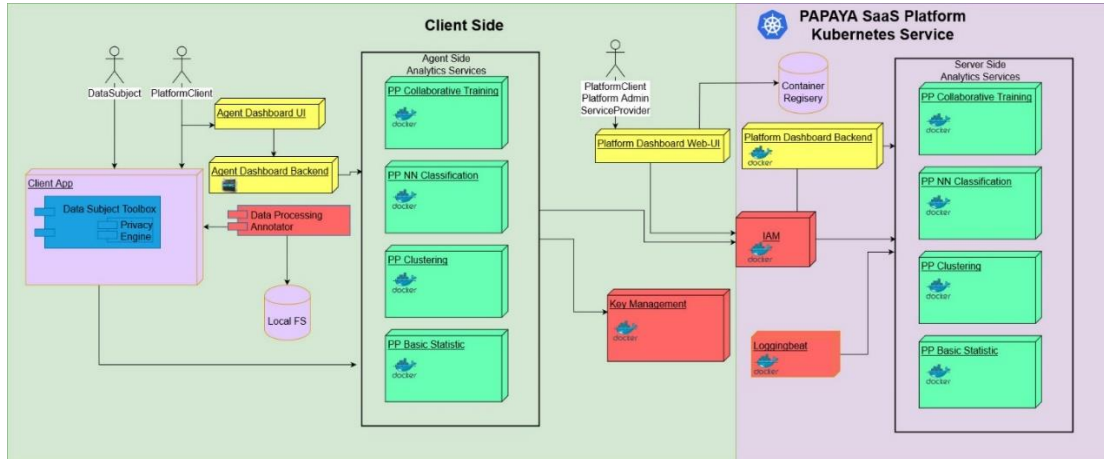 Client Side
PAPAYA SaaS Platform
Kubernetes Service
DataSubject
PlatformClient
Agent Dashboard UI
Agent Dashboard Backend
Client App
Data Subject Toolbox
Privacy
Engine
Data Processing
Annotator
Local FS
Agent Side
Analytics Services
PP Collaborative Training
docker
PP NN Classification
docker
PP Clustering
docker
PP Basic Statistic
docker
PlatformClient
Platform Admin
ServiceProvider
Platform Dashboard Web-UI
Key Management
docker
Container
Regisery
Platform Dashboard Backend
docker
IAM
docker
Loggingbeat
docker
Server Side
Analytics Services
PP Collaborative Training
docker
PP NN Classification
docker
PP Clustering
docker
PP Basic Statistic
docker